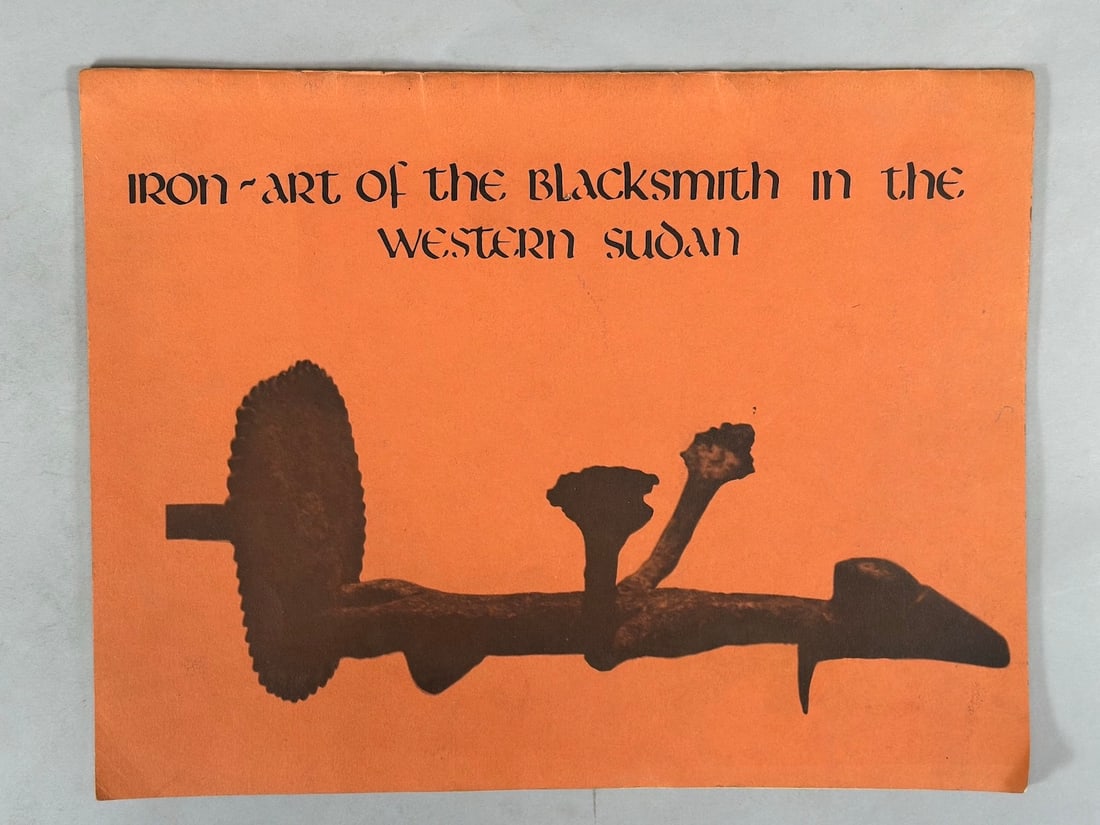 IRON~ART OF the BLACKSMITH IN the
WESTERN SUDAN